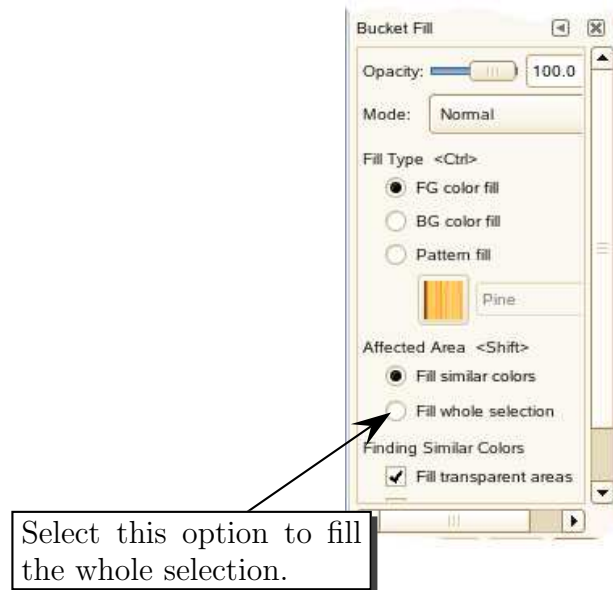 Bucket Fill
Opacity: 100.0
Mode: Normal
Fill Type <Ctrl>
FG color fill
BG color fill
Pattern fill
Pine
Affected Area <Shift>
Fill similar colors
Fill whole selection
Finding Similar Colors
Fill transparent areas
Select this option to fill
the whole selection.